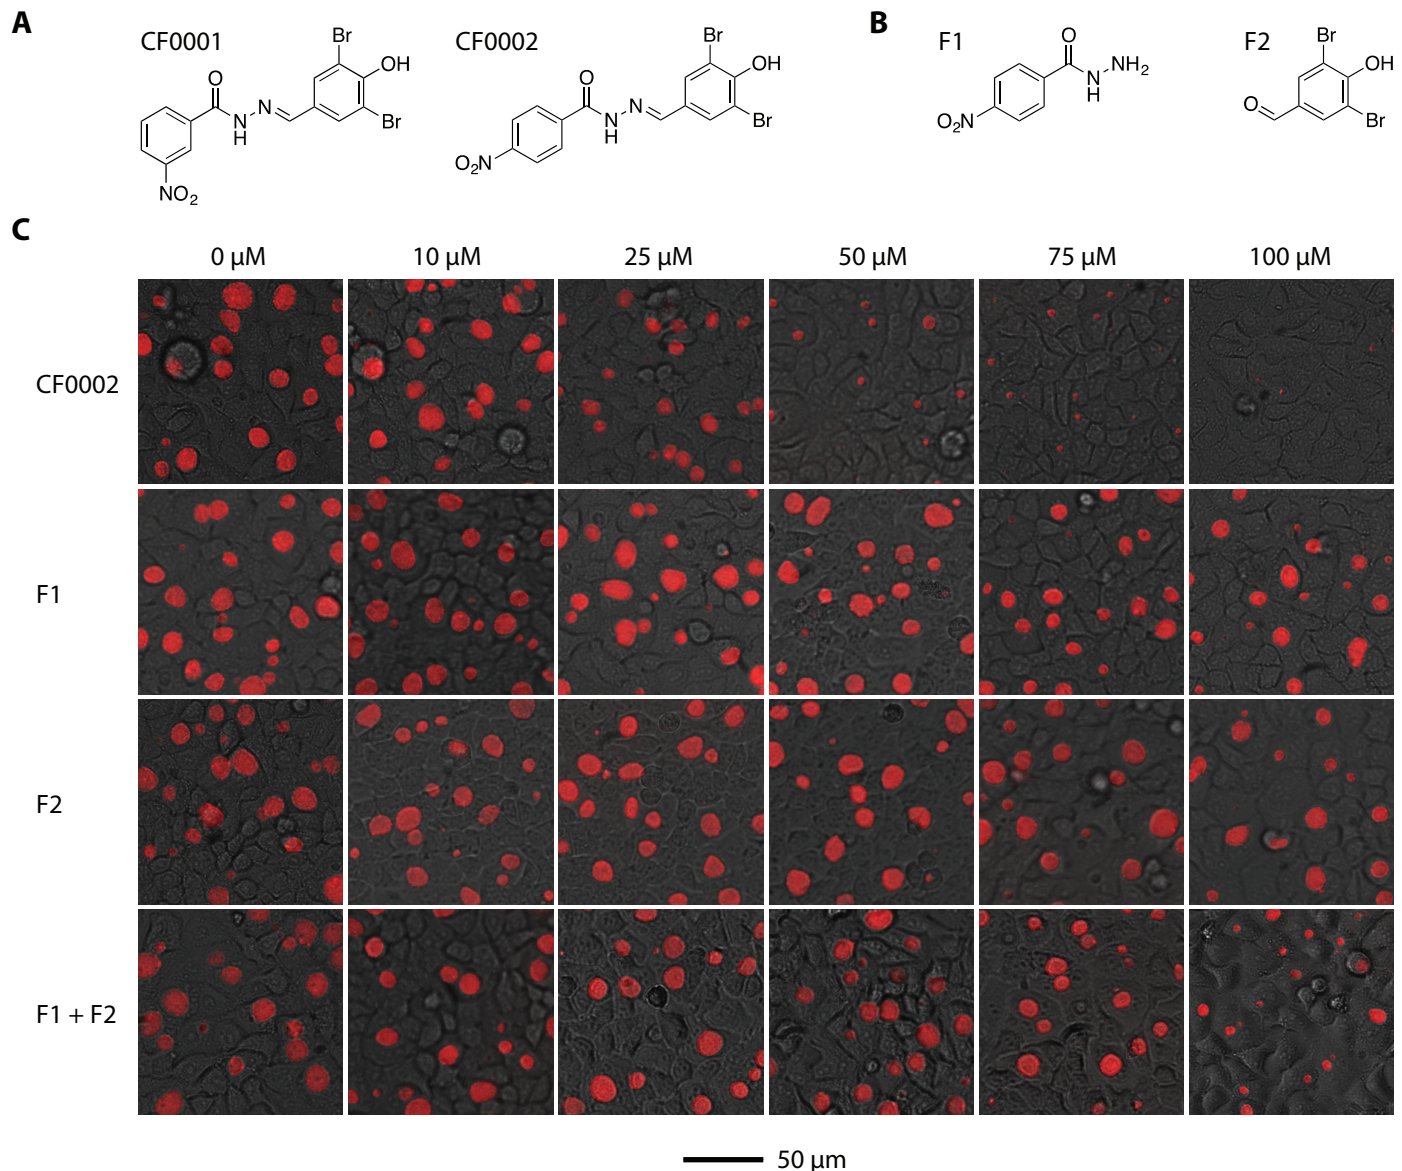 A
B
CF0001
CF0002
F1
F2
Br
OH
Br
O
N
H
N
NO2
Br
OH
Br
O
N
H
N
O2N
O
N
H
NH2
O2N
Br
OH
Br
O
C
0 μM 10 μM 25 μM 50 μM 75 μM 100 μM
CF0002
F1
F2
F1 + F2
50 μm